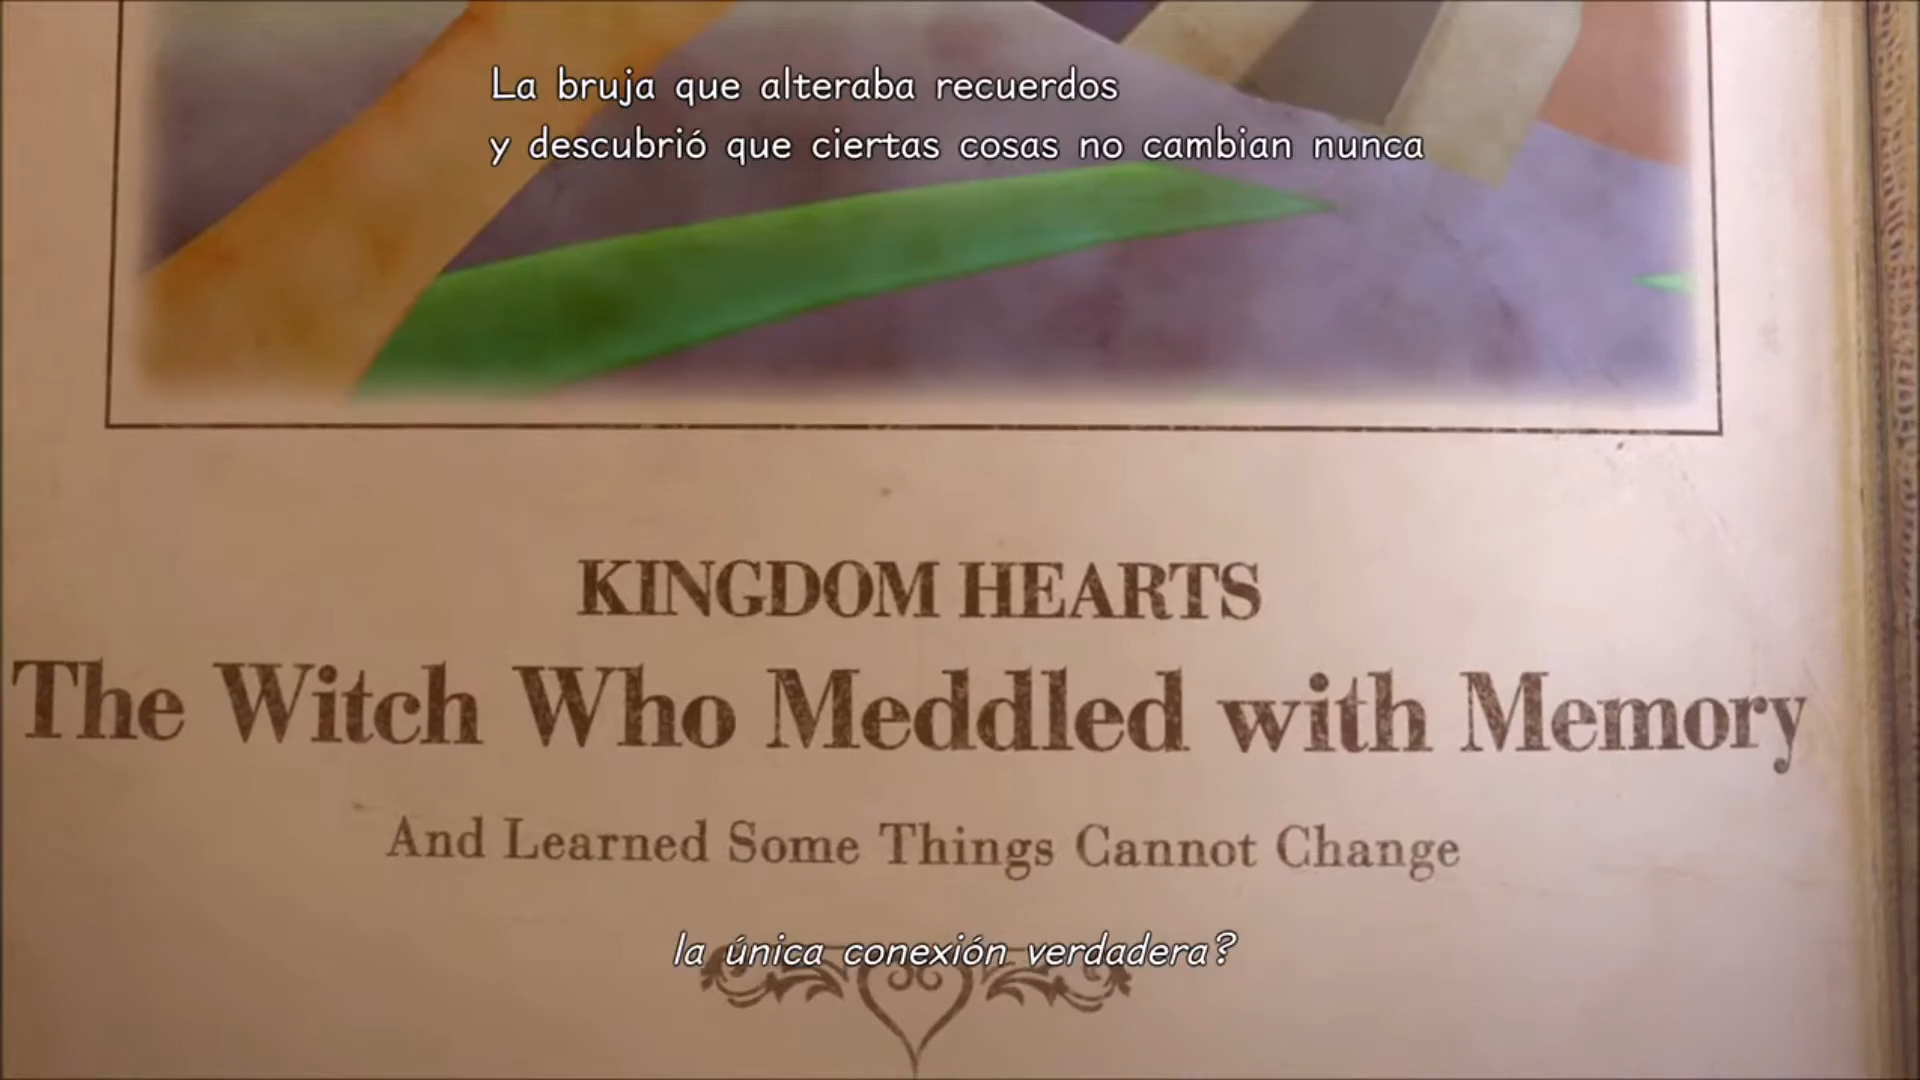 La bruja que alteraba recuerdos
y descubrió que ciertas cosas no cambian nunca
KINGDOM HEARTS
The Witch Who Meddled with Memory
And Learned Some Things Cannot Change
la única conexión verdadera?